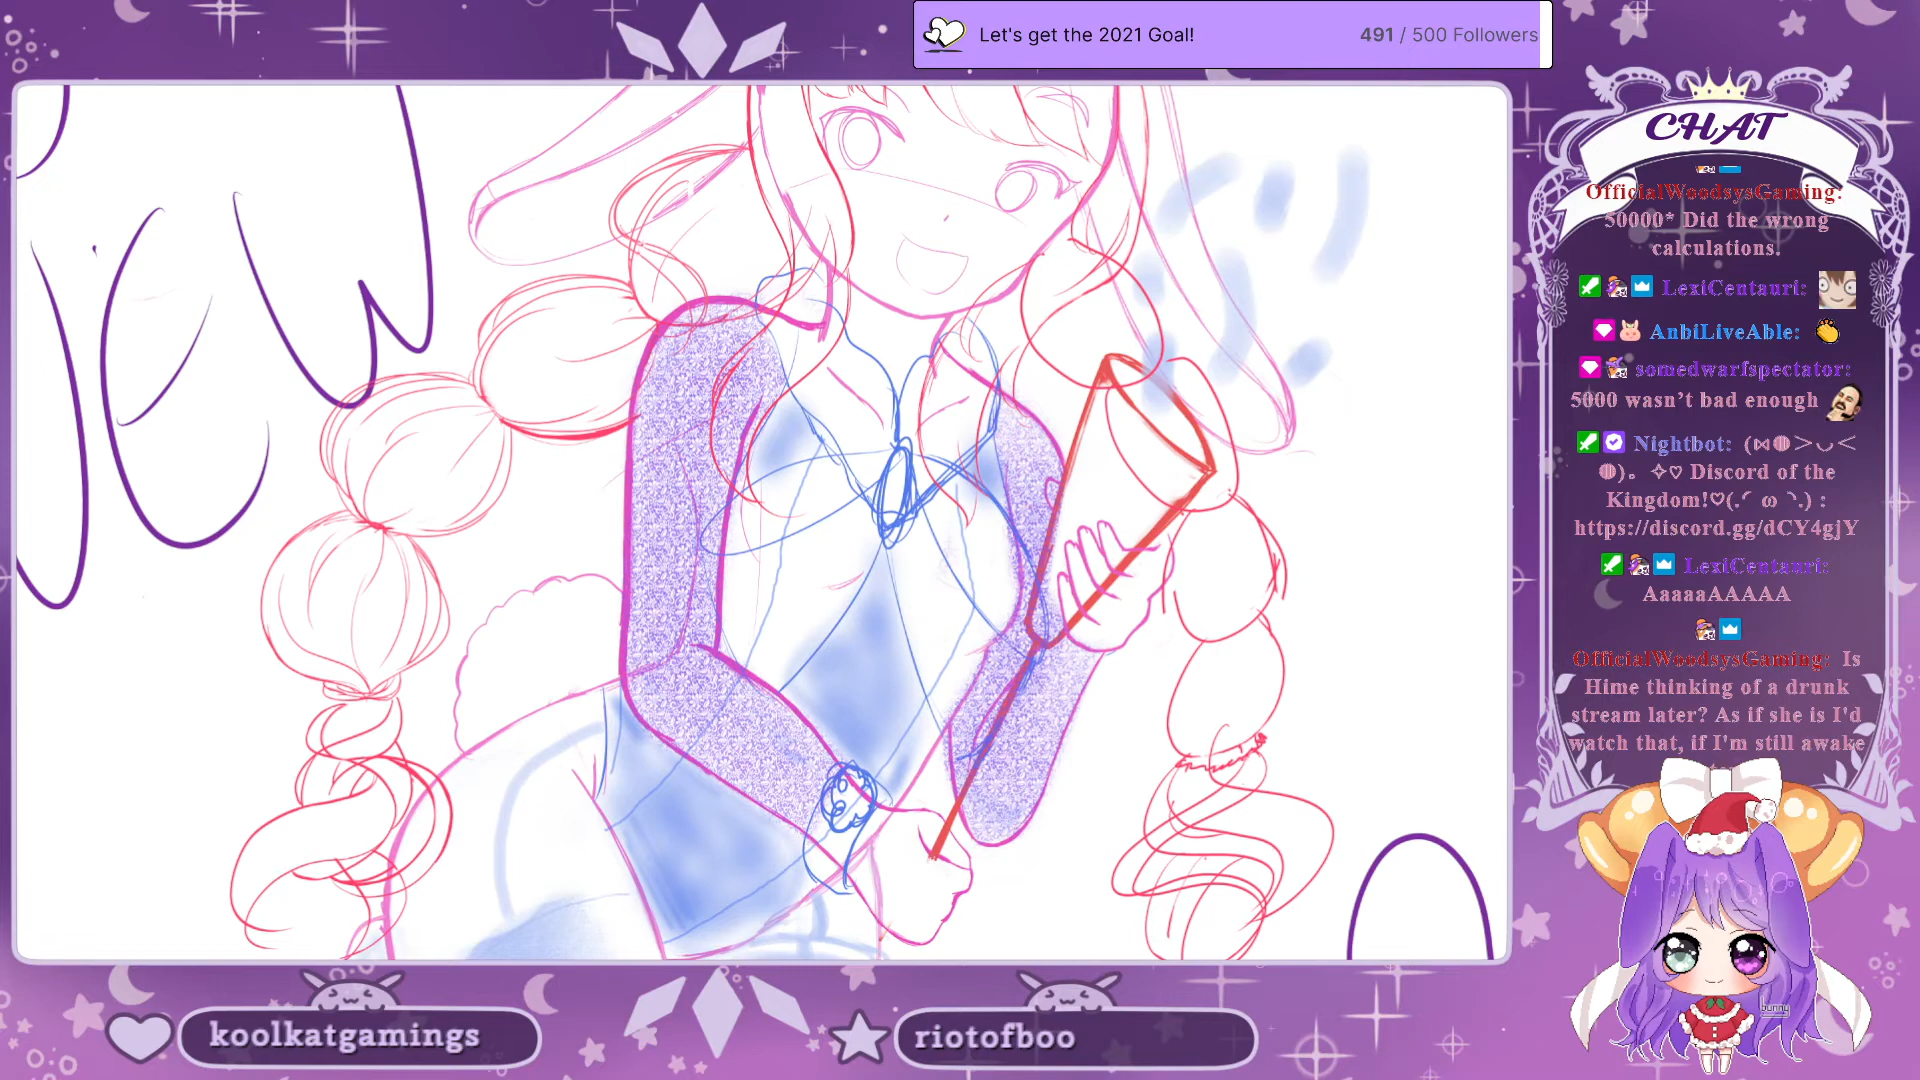 Let's get the 2021 Goal!
491 / 500 Followers
CHAT
OfficialWoodsysGaming:
50000* Did the wrong
calculations.
LexiCentauri:
AnbiLiveAble:
somedwarfspectator:
5000 wasn't bad enough
Nightbot: (⋈◍＞◡＜
◍)。✧♡ Discord of the
Kingdom!♡(.◜ ω ◝.) :
https://discord.gg/dCY4gjY
LexiCentauri:
AaaaaAAAAA
OfficialWoodsysGaming: Is
Hime thinking of a drunk
stream later? As if she is I'd
watch that, if I'm still awake
bunny
koolkatgamings
riotofboo